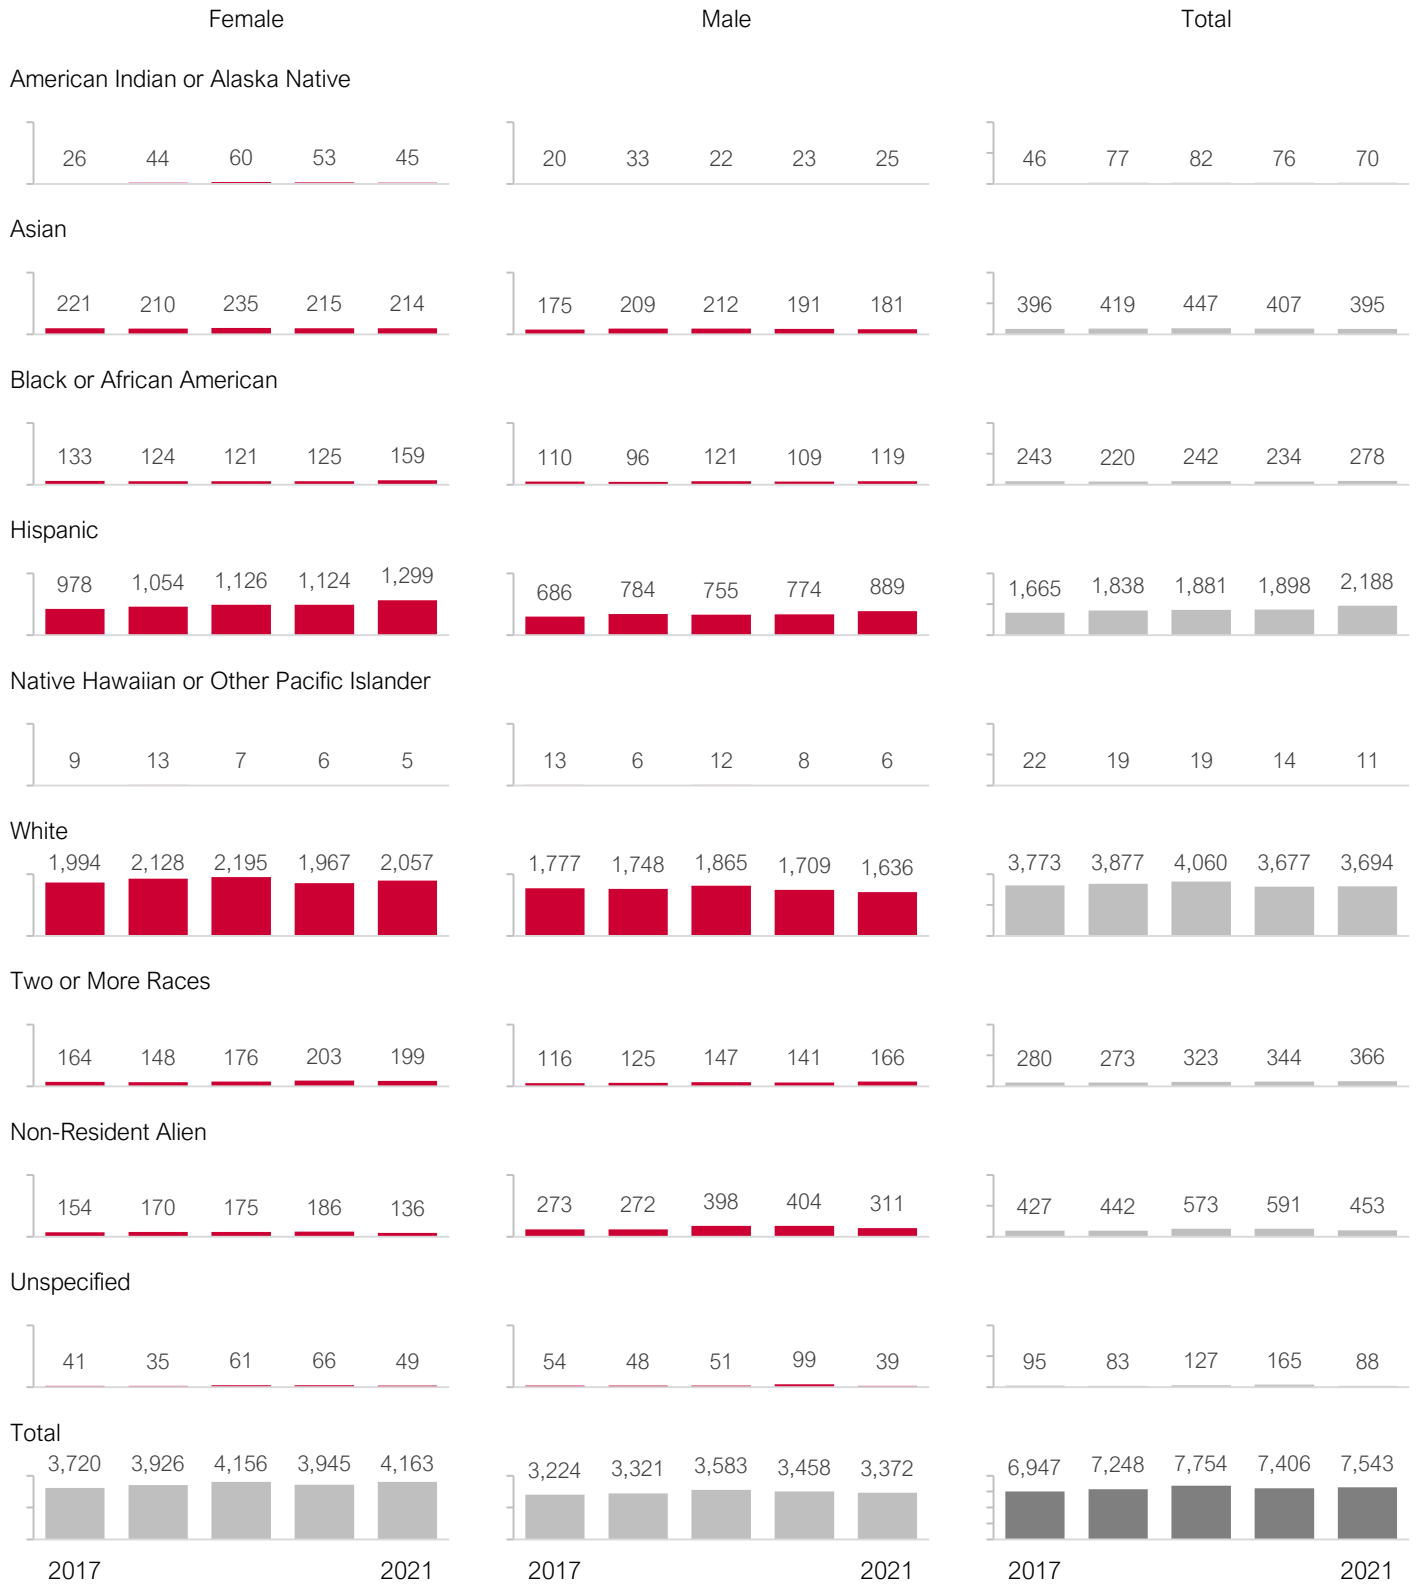 Female Male Total
American Indian or Alaska Native
26 44 60 53 45 20 33 22 23 25 46 77 82 76 70
Asian
221 210 235 215 214 175 209 212 191 181 396 419 447 407 395
Black or African American
133 124 121 125 159 110 96 121 109 119 243 220 242 234 278
Hispanic
978 1,054 1,126 1,124 1,299 686 784 755 774 889 1,665 1,838 1,881 1,898 2,188
Native Hawaiian or Other Pacific Islander
9 13 7 6 5 13 6 12 8 6 22 19 19 14 11
White
1,994 2,128 2,195 1,967 2,057 1,777 1,748 1,865 1,709 1,636 3,773 3,877 4,060 3,677 3,694
Two or More Races
164 148 176 203 199 116 125 147 141 166 280 273 323 344 366
Non-Resident Alien
154 170 175 186 136 273 272 398 404 311 427 442 573 591 453
Unspecified
41 35 61 66 49 54 48 51 99 39 95 83 127 165 88
Total
3,720 3,926 4,156 3,945 4,163 3,224 3,321 3,583 3,458 3,372 6,947 7,248 7,754 7,406 7,543
2017 2021 2017 2021 2017 2021